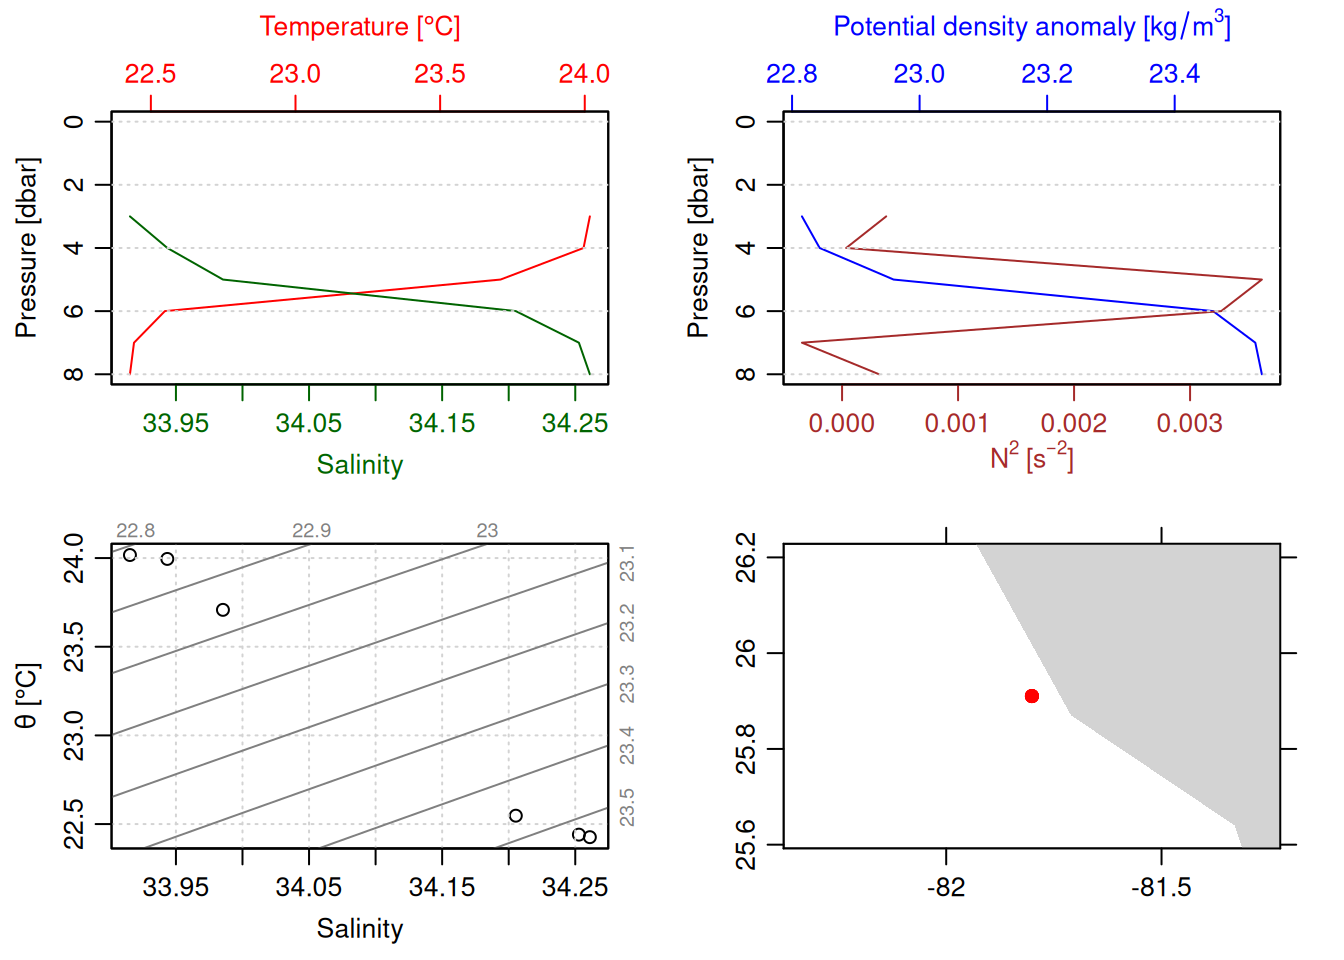 Temperature [°C]
22.5 23.0 23.5 24.0
Pressure [dbar]
0
2
4
6
8
33.95 34.05 34.15 34.25
Salinity
Potential density anomaly [kg/m³]
22.8 23.0 23.2 23.4
Pressure [dbar]
0
2
4
6
8
0.000 0.001 0.002 0.003
N² [s⁻²]
22.8 22.9 23
θ [°C]
24.0
23.5
23.0
22.5
23.1
23.2
23.3
23.4
23.5
33.95 34.05 34.15 34.25
Salinity
26.2
26
25.8
25.6
-82 -81.5